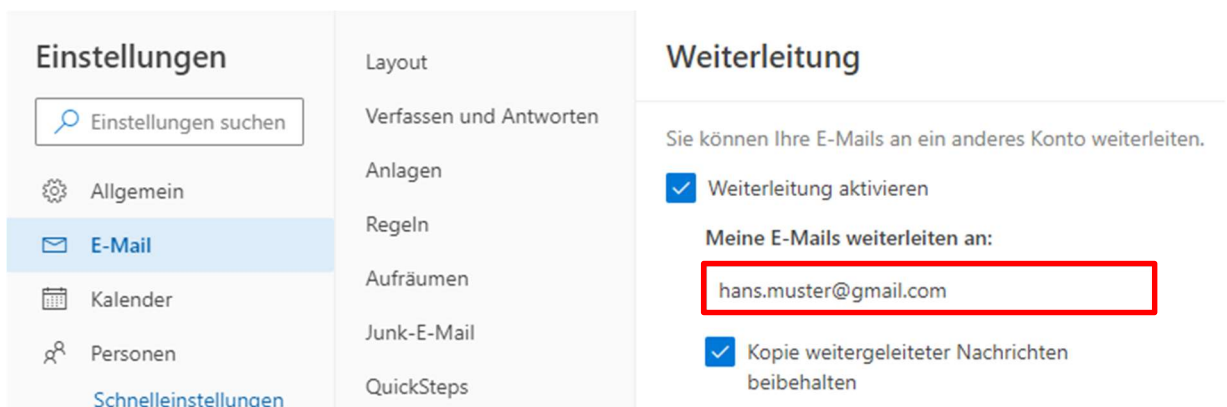 Einstellungen
Einstellungen suchen
Allgemein
E-Mail
Kalender
Personen
Schnelleinstellungen
Layout
Verfassen und Antworten
Anlagen
Regeln
Aufräumen
Junk-E-Mail
QuickSteps
Weiterleitung
Sie können Ihre E-Mails an ein anderes Konto weiterleiten.
Weiterleitung aktivieren
Meine E-Mails weiterleiten an:
hans.muster@gmail.com
Kopie weitergeleiteter Nachrichten
beibehalten